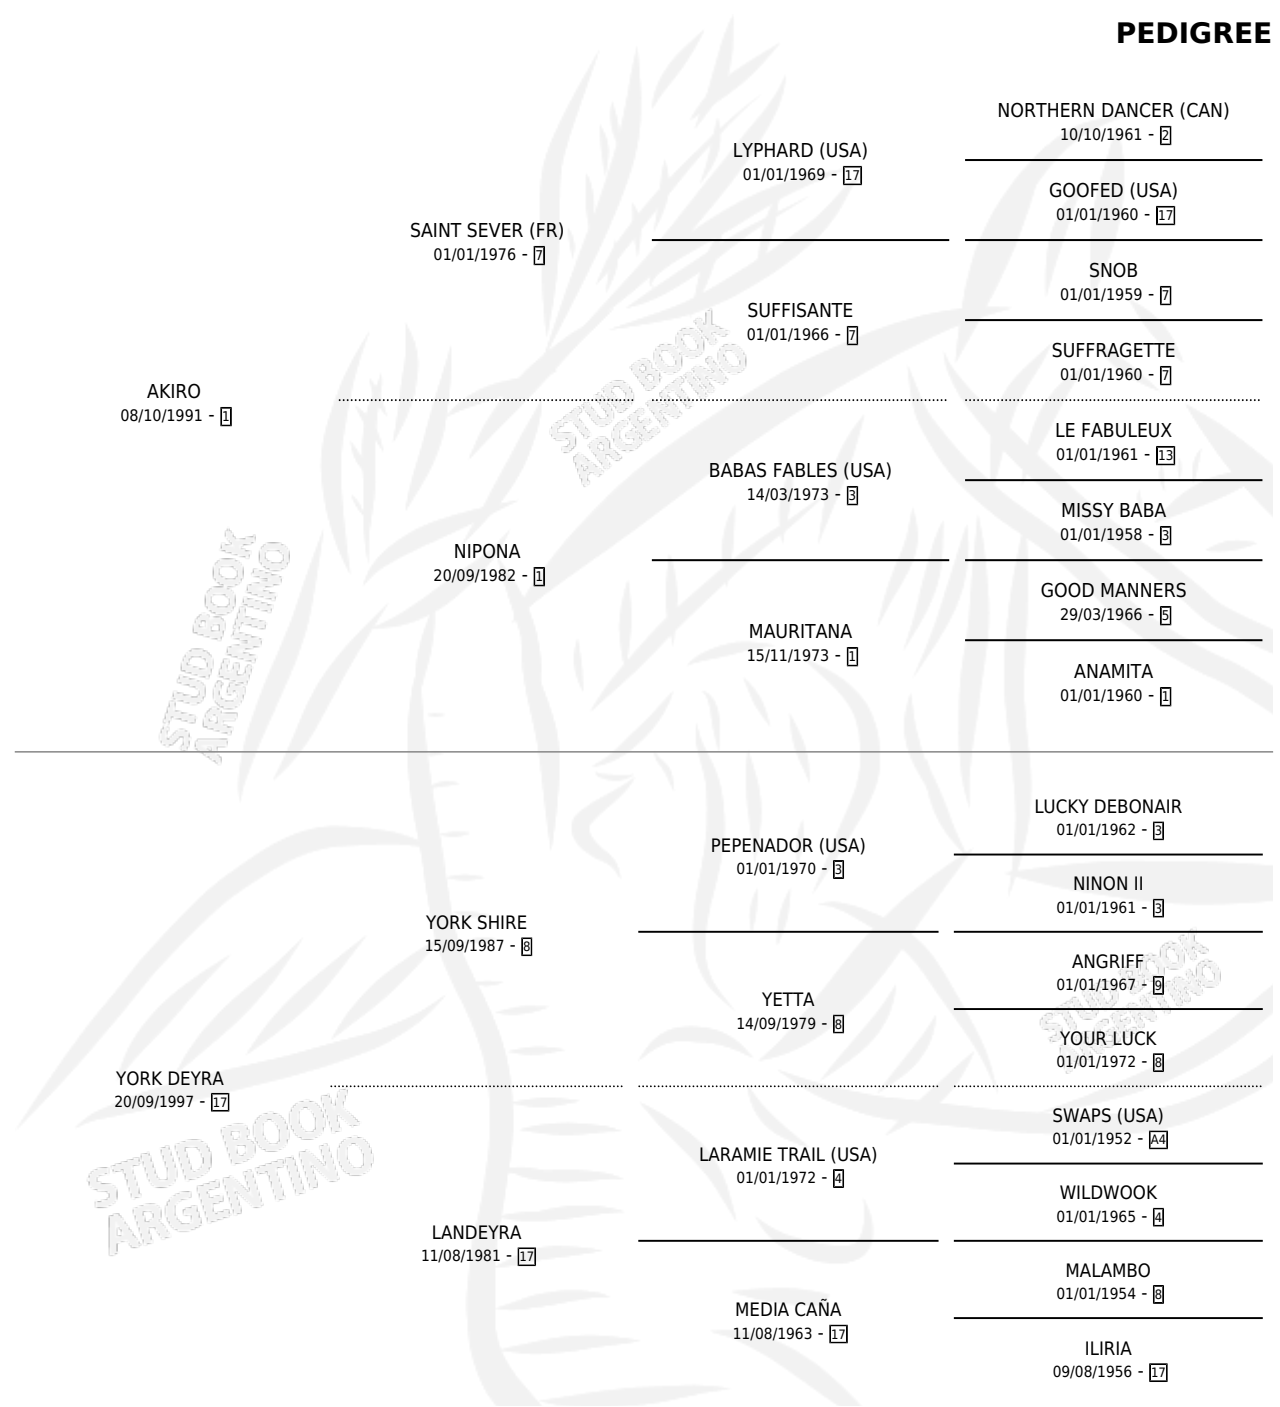 PEDIGREE
NORTHERN DANCER (CAN)
10/10/1961 - 2
LYPHARD (USA)
01/01/1969 - 17
GOOFED (USA)
01/01/1960 - 17
SAINT SEVER (FR)
01/01/1976 - 7
SNOB
01/01/1959 - 7
SUFFISANTE
01/01/1966 - 7
SUFFRAGETTE
01/01/1960 - 7
AKIRO
08/10/1991 - 1
LE FABULEUX
01/01/1961 - 13
BABAS FABLES (USA)
14/03/1973 - 3
MISSY BABA
01/01/1958 - 3
NIPONA
20/09/1982 - 1
GOOD MANNERS
29/03/1966 - 5
MAURITANA
15/11/1973 - 1
ANAMITA
01/01/1960 - 1
LUCKY DEBONAIR
01/01/1962 - 3
PEPENADOR (USA)
01/01/1970 - 3
NINON II
01/01/1961 - 3
YORK SHIRE
15/09/1987 - 8
ANGRIFF
01/01/1967 - 9
YETTA
14/09/1979 - 8
YOUR LUCK
01/01/1972 - 8
YORK DEYRA
20/09/1997 - 17
SWAPS (USA)
01/01/1952 - A4
LARAMIE TRAIL (USA)
01/01/1972 - 4
WILDWOOK
01/01/1965 - 4
LANDEYRA
11/08/1981 - 17
MALAMBO
01/01/1954 - 8
MEDIA CAÑA
11/08/1963 - 17
ILIRIA
09/08/1956 - 17
STUD BOOK
ARGENTINO
STUD BOOK
ARGENTINO
STUD BOOK
ARGENTINO
STUD BOOK
ARGENTINO